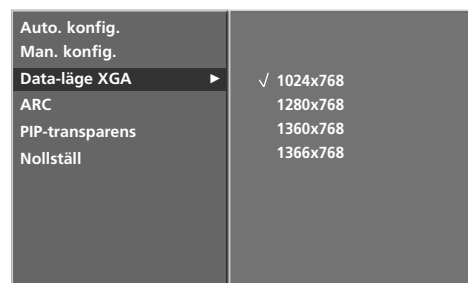 Auto. konfig.
Man. konfig.
Data-läge XGA ►
ARC
PIP-transparens
Nollställ
√ 1024x768
1280x768
1360x768
1366x768